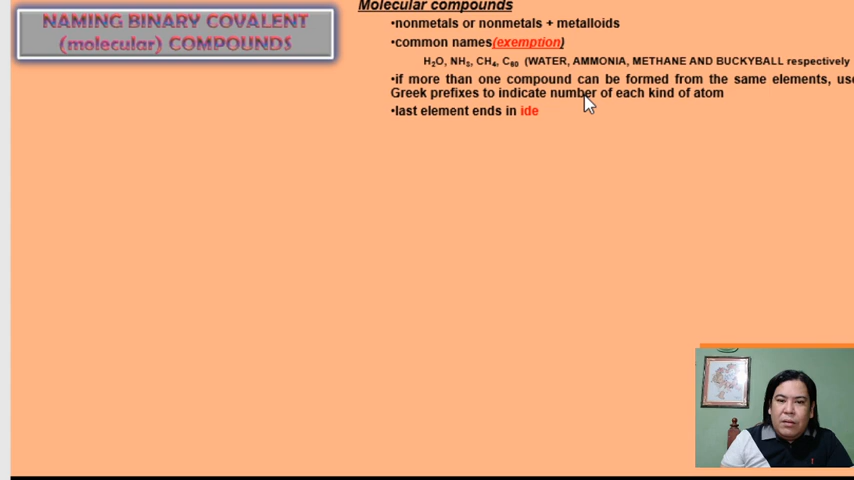 NAMING BINARY COVALENT
(molecular) COMPOUNDS
Molecular compounds
•nonmetals or nonmetals + metalloids
•common names(exemption)
H₂O, NH₃, CH₄, C₆₀ (WATER, AMMONIA, METHANE AND BUCKYBALL respectively
•if more than one compound can be formed from the same elements, use
Greek prefixes to indicate number of each kind of atom
•last element ends in ide